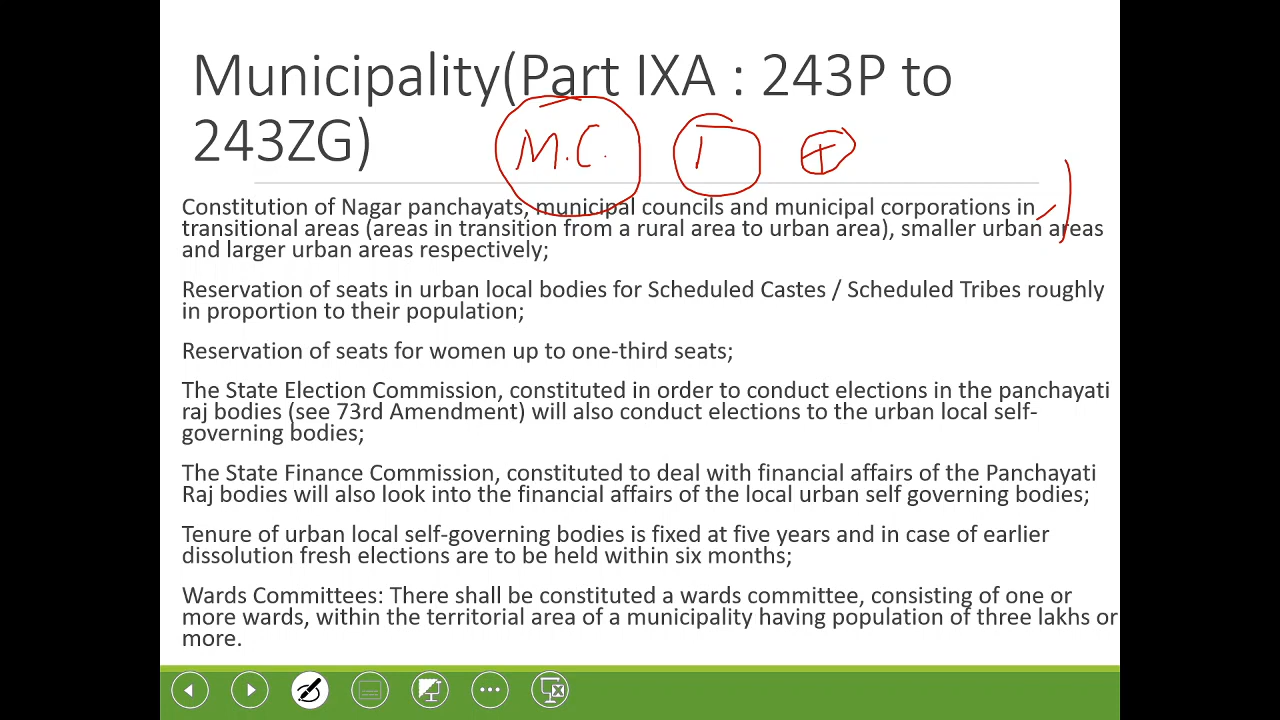 Municipality(Part IXA : 243P to
243ZG)
M.C.
Constitution of Nagar panchayats, municipal councils and municipal corporations in
transitional areas (areas in transition from a rural area to urban area), smaller urban areas
and larger urban areas respectively;
Reservation of seats in urban local bodies for Scheduled Castes / Scheduled Tribes roughly
in proportion to their population;
Reservation of seats for women up to one-third seats;
The State Election Commission, constituted in order to conduct elections in the panchayati
raj bodies (see 73rd Amendment) will also conduct elections to the urban local self-
governing bodies;
The State Finance Commission, constituted to deal with financial affairs of the Panchayati
Raj bodies will also look into the financial affairs of the local urban self governing bodies;
Tenure of urban local self-governing bodies is fixed at five years and in case of earlier
dissolution fresh elections are to be held within six months;
Wards Committees: There shall be constituted a wards committee, consisting of one or
more wards, within the territorial area of a municipality having population of three lakhs or
more.